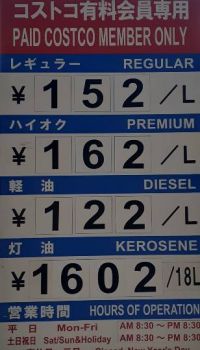 コストコ有料会員専用
PAID COSTCO MEMBER ONLY
レギュラー REGULAR
¥152/L
ハイオク PREMIUM
¥162/L
軽油 DIESEL
¥122/L
灯油 KEROSENE
¥1602/18L
営業時間 HOURS OF OPERATION
平日 Mon-Fri AM 8:30 ~ PM 8:30
土日祝日 Sat/Sun&Holiday AM 8:30 ~ PM 8:30